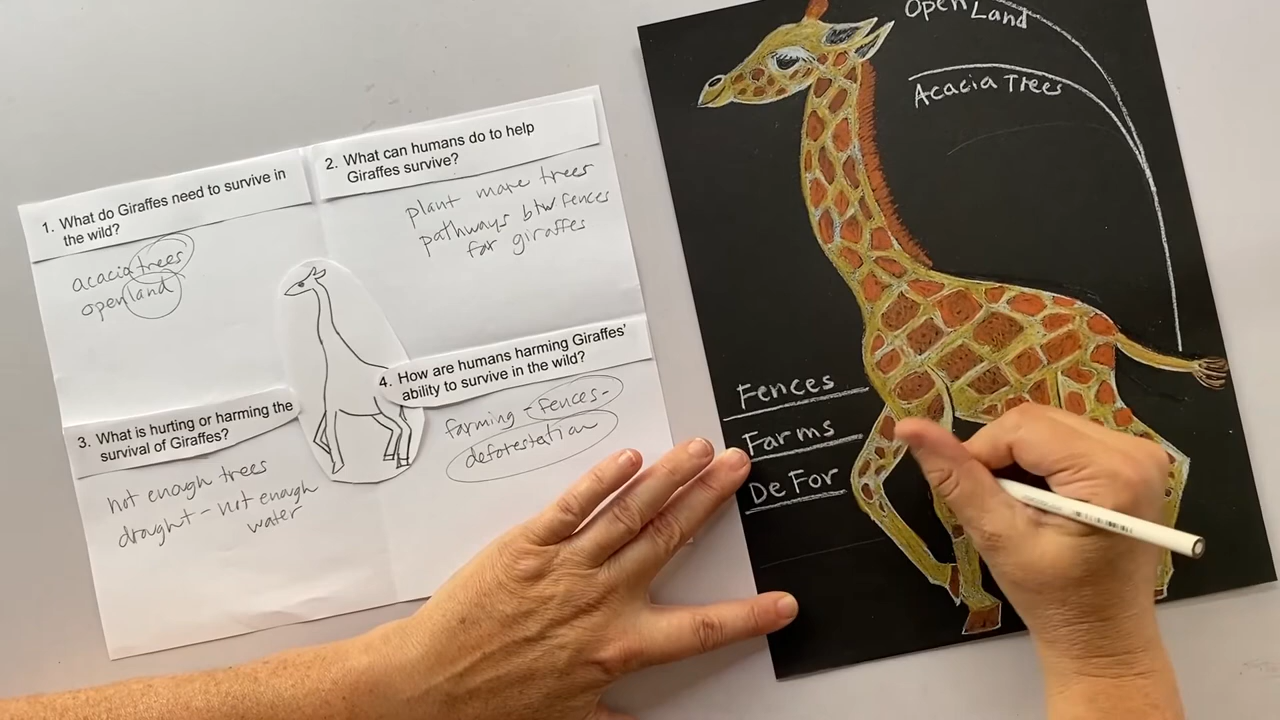 1. What do Giraffes need to survive in
the wild?
acacia trees
open land
2. What can humans do to help
Giraffes survive?
plant more trees
pathways btw fences
for giraffes
3. What is hurting or harming the
survival of Giraffes?
not enough trees
drought - not enough
water
4. How are humans harming Giraffes'
ability to survive in the wild?
farming - fences -
deforestation
Open Land
Acacia Trees
Fences
Farms
DeFor